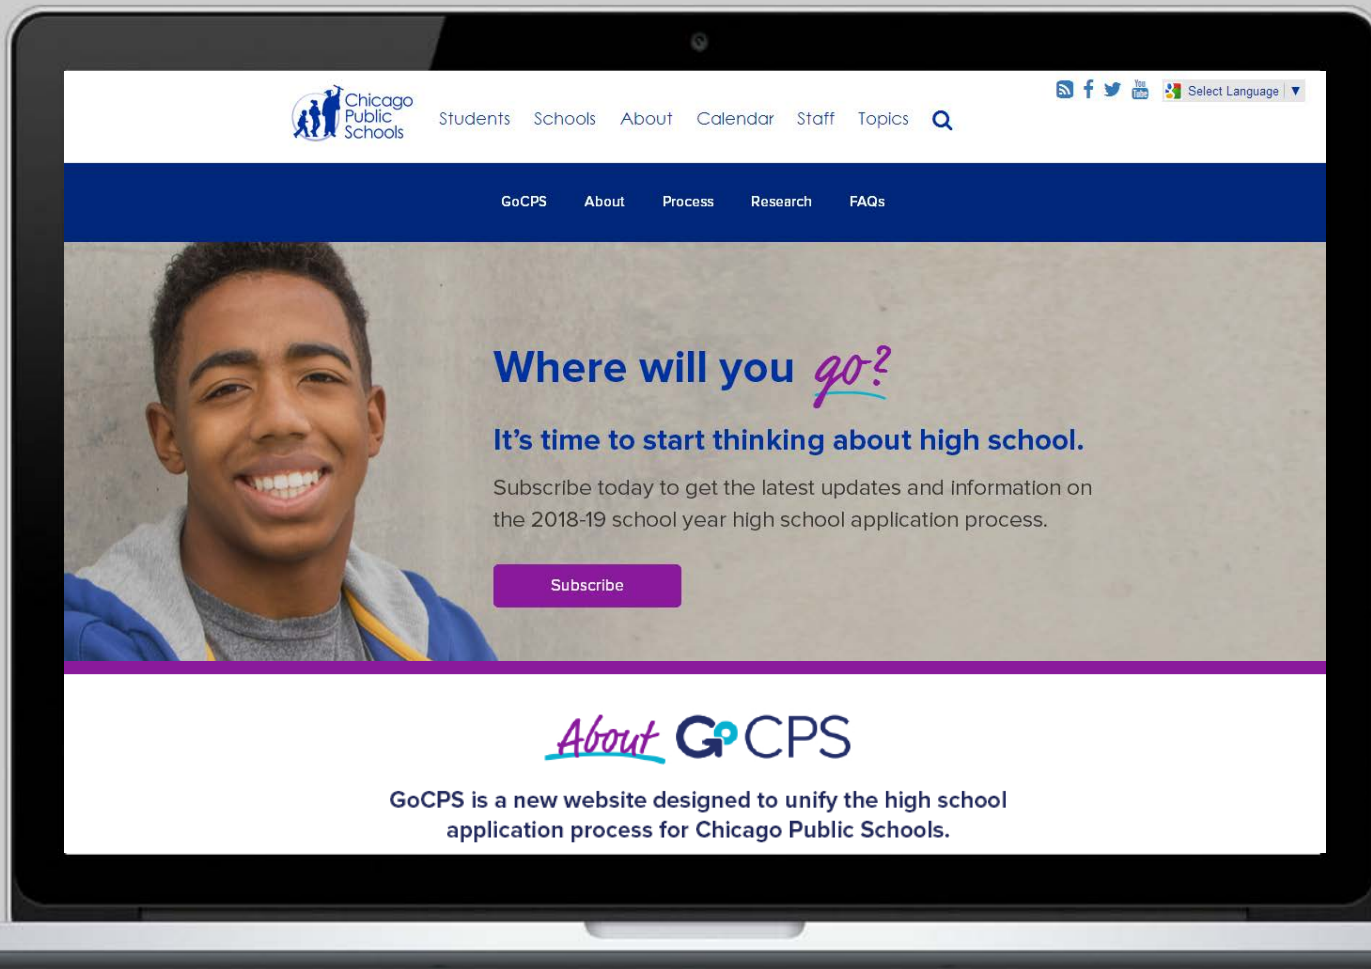 Chicago
Public
Schools
Students Schools About Calendar Staff Topics
You
Tube
Select Language
GoCPS About Process Research FAQs
Where will you go?
It's time to start thinking about high school.
Subscribe today to get the latest updates and information on
the 2018-19 school year high school application process.
Subscribe
About GoCPS
GoCPS is a new website designed to unify the high school
application process for Chicago Public Schools.